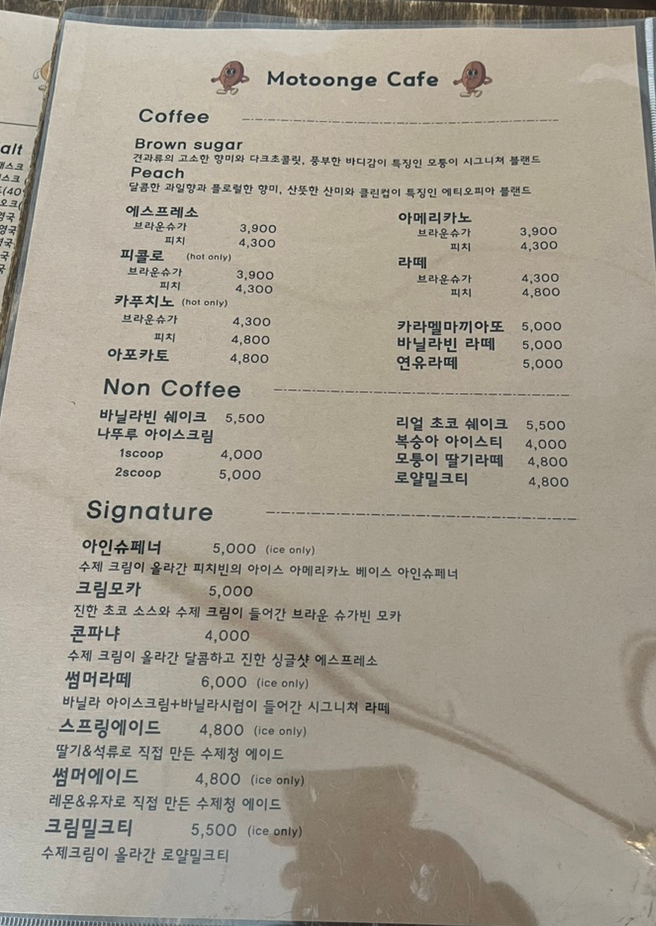 Motoonge Cafe
Coffee
Brown sugar
견과류의 고소한 향미와 다크초콜릿, 풍부한 바디감이 특징인 모퉁이 시그니쳐 블랜드
Peach
달콤한 과일향과 플로럴한 향미, 산뜻한 산미와 클린컵이 특징인 에티오피아 블랜드
에스프레소
브라운슈가 3,900
피치 4,300
피콜로 (hot only)
브라운슈가 3,900
피치 4,300
카푸치노 (hot only)
브라운슈가 4,300
피치 4,800
아포카토 4,800
아메리카노
브라운슈가 3,900
피치 4,300
라떼
브라운슈가 4,300
피치 4,800
카라멜마끼아또 5,000
바닐라빈 라떼 5,000
연유라떼 5,000
Non Coffee
바닐라빈 쉐이크 5,500
나뚜루 아이스크림
1scoop 4,000
2scoop 5,000
리얼 초코 쉐이크 5,500
복숭아 아이스티 4,000
모퉁이 딸기라떼 4,800
로얄밀크티 4,800
Signature
아인슈페너 5,000 (ice only)
수제 크림이 올라간 피치빈의 아이스 아메리카노 베이스 아인슈페너
크림모카 5,000
진한 초코 소스와 수제 크림이 들어간 브라운 슈가빈 모카
콘파냐 4,000
수제 크림이 올라간 달콤하고 진한 싱글샷 에스프레소
썸머라떼 6,000 (ice only)
바닐라 아이스크림+바닐라시럽이 들어간 시그니쳐 라떼
스프링에이드 4,800 (ice only)
딸기&석류로 직접 만든 수제청 에이드
썸머에이드 4,800 (ice only)
레몬&유자로 직접 만든 수제청 에이드
크림밀크티 5,500 (ice only)
수제크림이 올라간 로얄밀크티